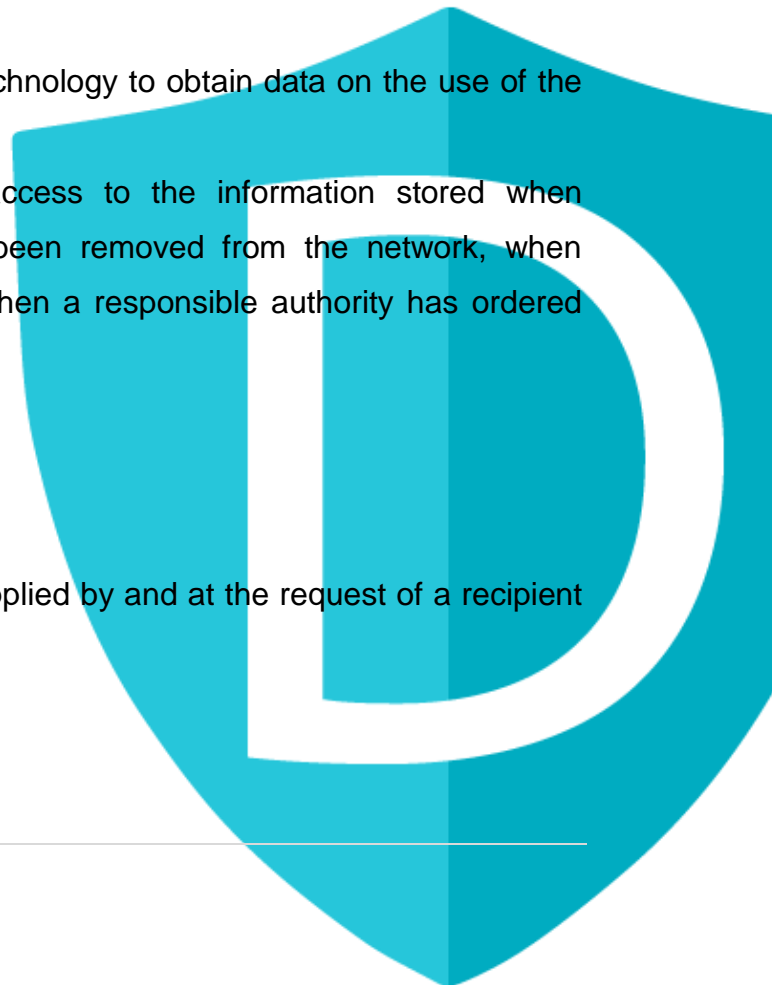 chnology to obtain data on the use of the
ccess to the information stored when
been removed from the network, when
hen a responsible authority has ordered
plied by and at the request of a recipient
D